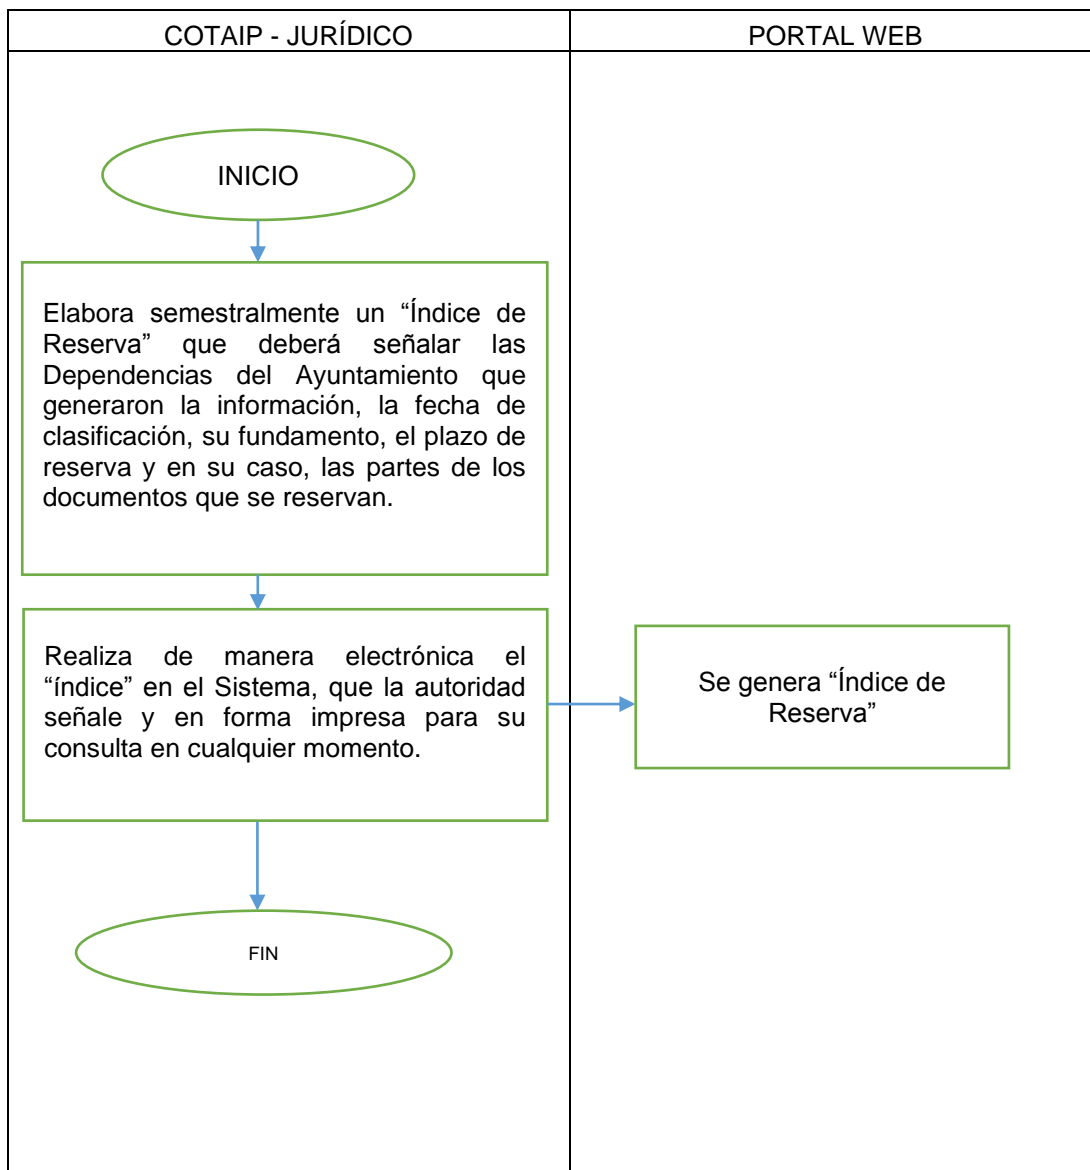 COTAIP - JURÍDICO
PORTAL WEB
INICIO
Elabora semestralmente un “Índice de
Reserva” que deberá señalar las
Dependencias del Ayuntamiento que
generaron la información, la fecha de
clasificación, su fundamento, el plazo de
reserva y en su caso, las partes de los
documentos que se reservan.
Realiza de manera electrónica el
“índice” en el Sistema, que la autoridad
señale y en forma impresa para su
consulta en cualquier momento.
Se genera “Índice de
Reserva”
FIN